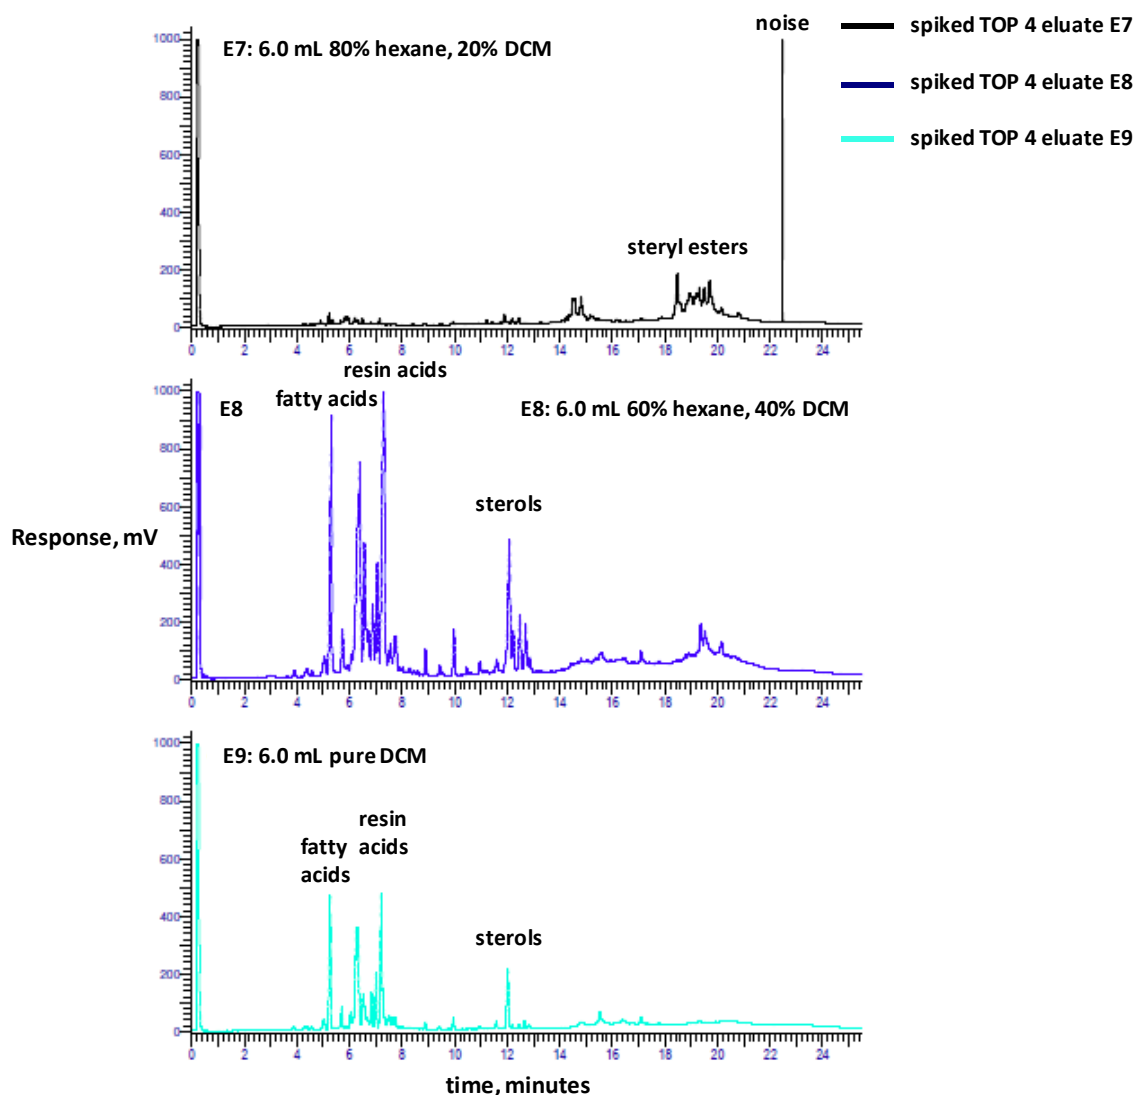 noise
spiked TOP 4 eluate E7
spiked TOP 4 eluate E8
spiked TOP 4 eluate E9
E7: 6.0 mL 80% hexane, 20% DCM
1000
800
600
400
200
0
steryl esters
0 2 4 6 8 10 12 14 16 18 20 22 24
resin acids
fatty acids
E8
E8: 6.0 mL 60% hexane, 40% DCM
1000
800
600
400
200
0
sterols
Response, mV
0 2 4 6 8 10 12 14 16 18 20 22 24
E9: 6.0 mL pure DCM
1000
800
600
400
200
0
resin
acids
fatty
acids
sterols
0 2 4 6 8 10 12 14 16 18 20 22 24
time, minutes